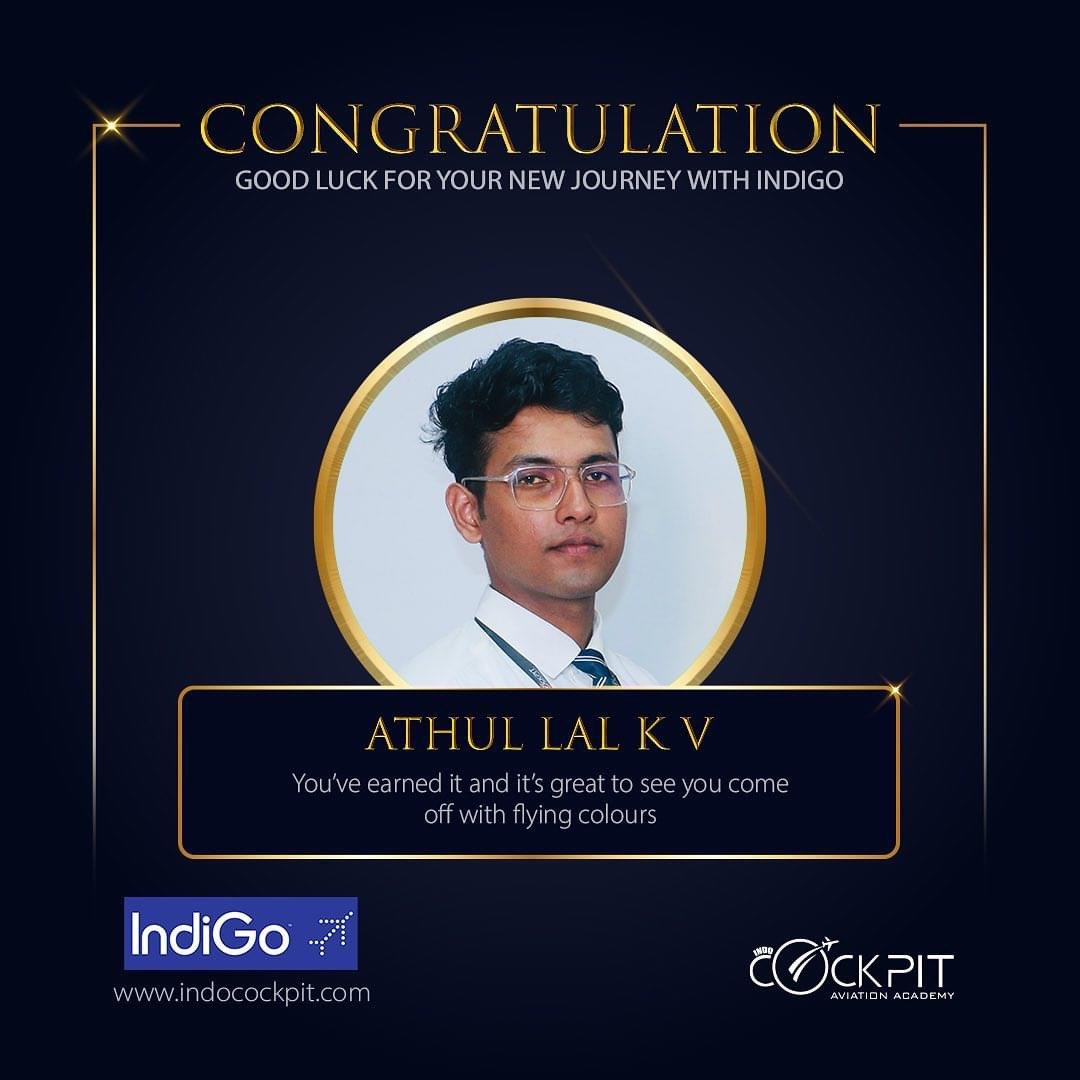 CONGRATULATION
GOOD LUCK FOR YOUR NEW JOURNEY WITH INDIGO
ATHUL LAL K V
You've earned it and it's great to see you come
off with flying colours
IndiGo
www.indocockpit.com
INDO
COCKPIT
AVIATION ACADEMY